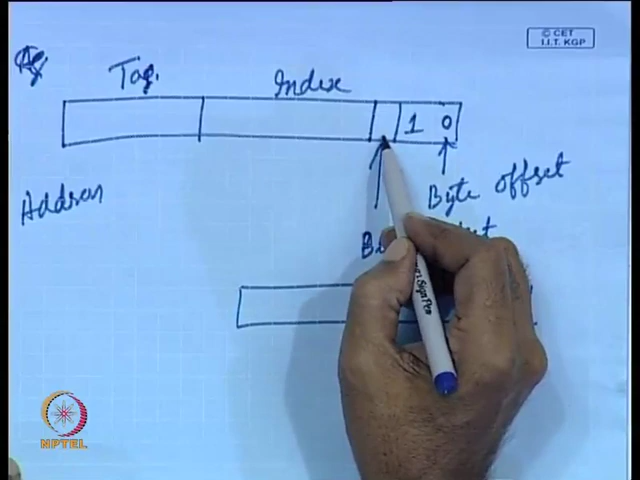 © CET
I.I.T. KGP
Tag.
Index
1 0
Address
Byte offset
NPTEL